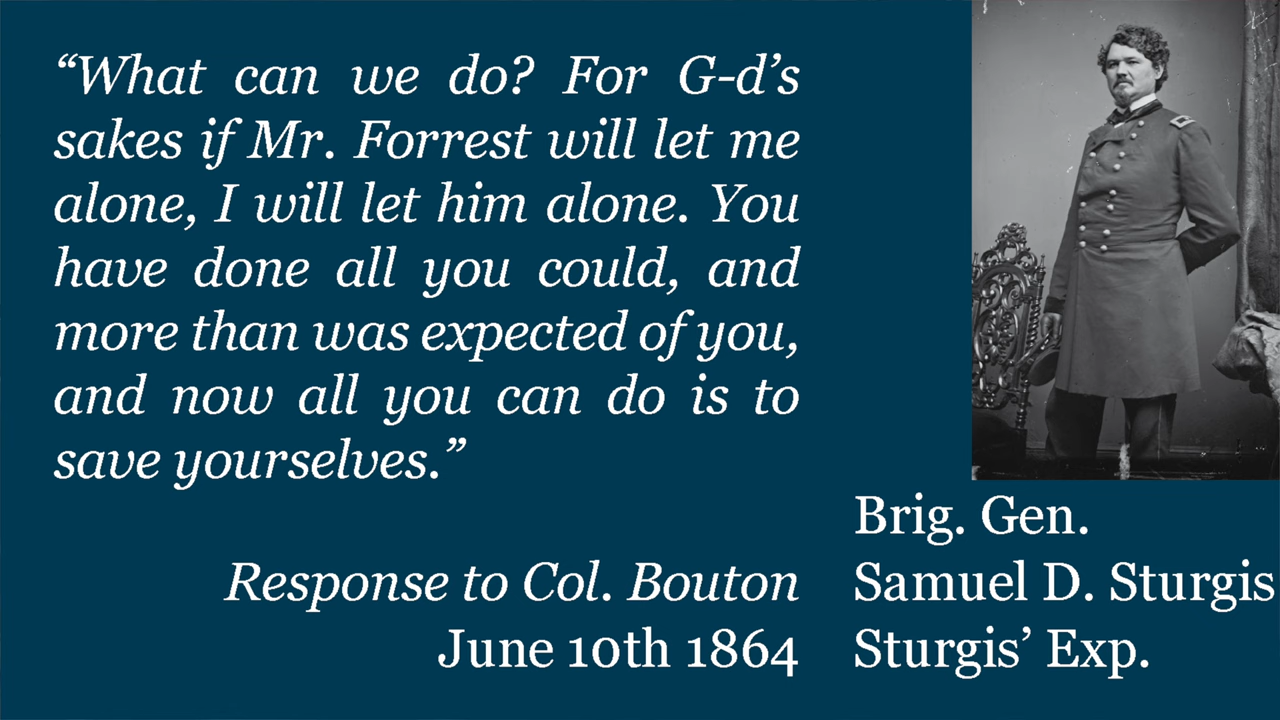 “What can we do? For G-d’s
sakes if Mr. Forrest will let me
alone, I will let him alone. You
have done all you could, and
more than was expected of you,
and now all you can do is to
save yourselves.”
Response to Col. Bouton
June 10th 1864
Brig. Gen.
Samuel D. Sturgis
Sturgis’ Exp.